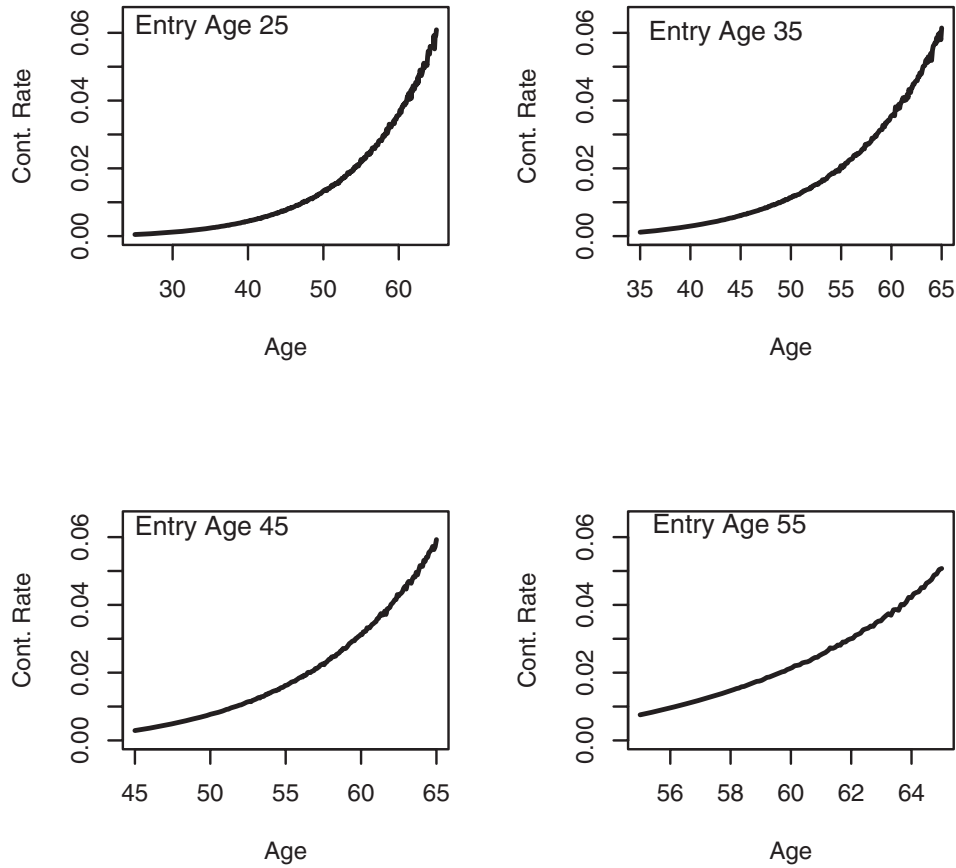 Entry Age 25
Cont. Rate
0.00 0.02 0.04 0.06
30 40 50 60
Age
Entry Age 35
Cont. Rate
0.00 0.02 0.04 0.06
35 40 45 50 55 60 65
Age
Entry Age 45
Cont. Rate
0.00 0.02 0.04 0.06
45 50 55 60 65
Age
Entry Age 55
Cont. Rate
0.00 0.02 0.04 0.06
56 58 60 62 64
Age